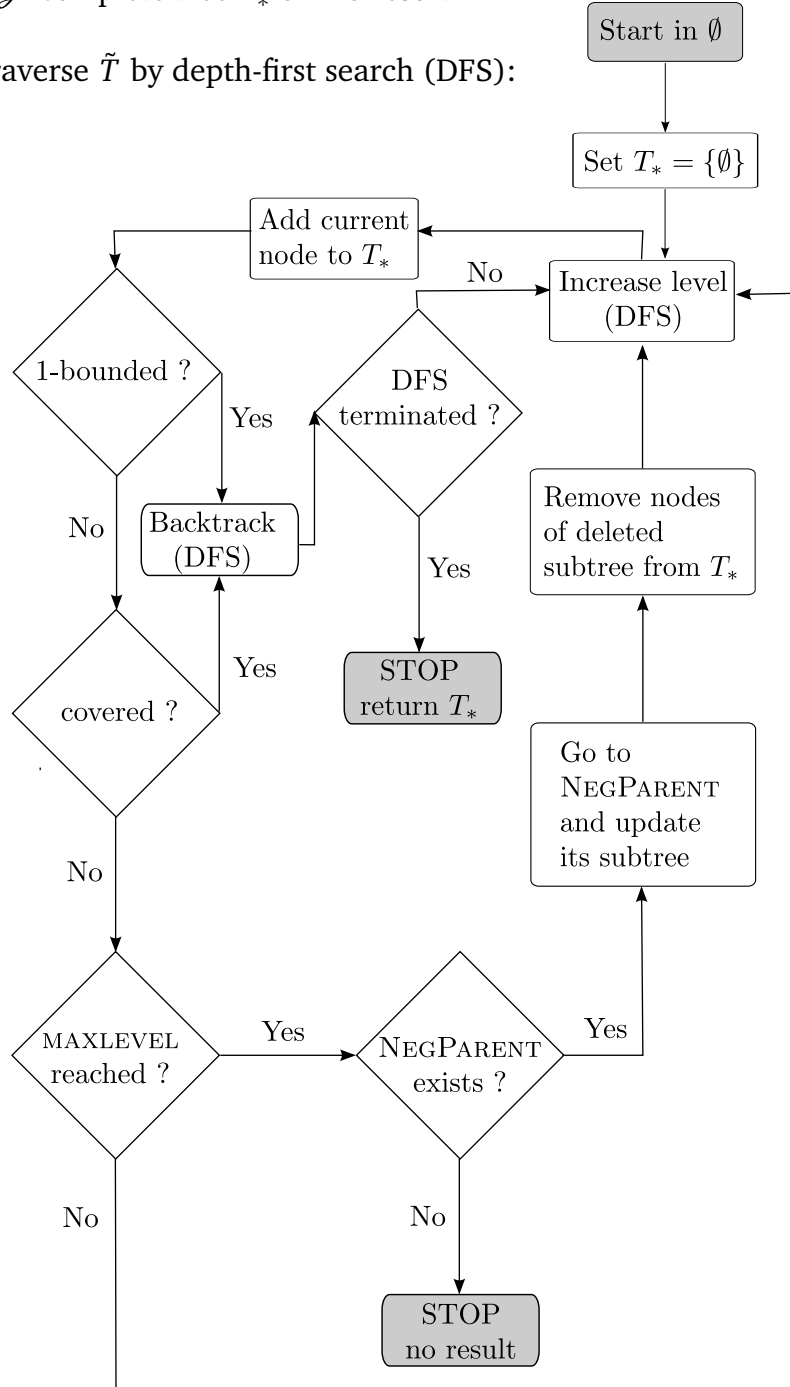 Start in ∅
raverse T̃ by depth-first search (DFS):
Set T∗ = {∅}
Add current
node to T∗
No
Increase level
(DFS)
1-bounded ?
Yes
DFS
terminated ?
No
Backtrack
(DFS)
Remove nodes
of deleted
subtree from T∗
Yes
Yes
STOP
return T∗
covered ?
Go to
NEGPARENT
and update
its subtree
No
MAXLEVEL
reached ?
Yes
NEGPARENT
exists ?
Yes
No
No
STOP
no result